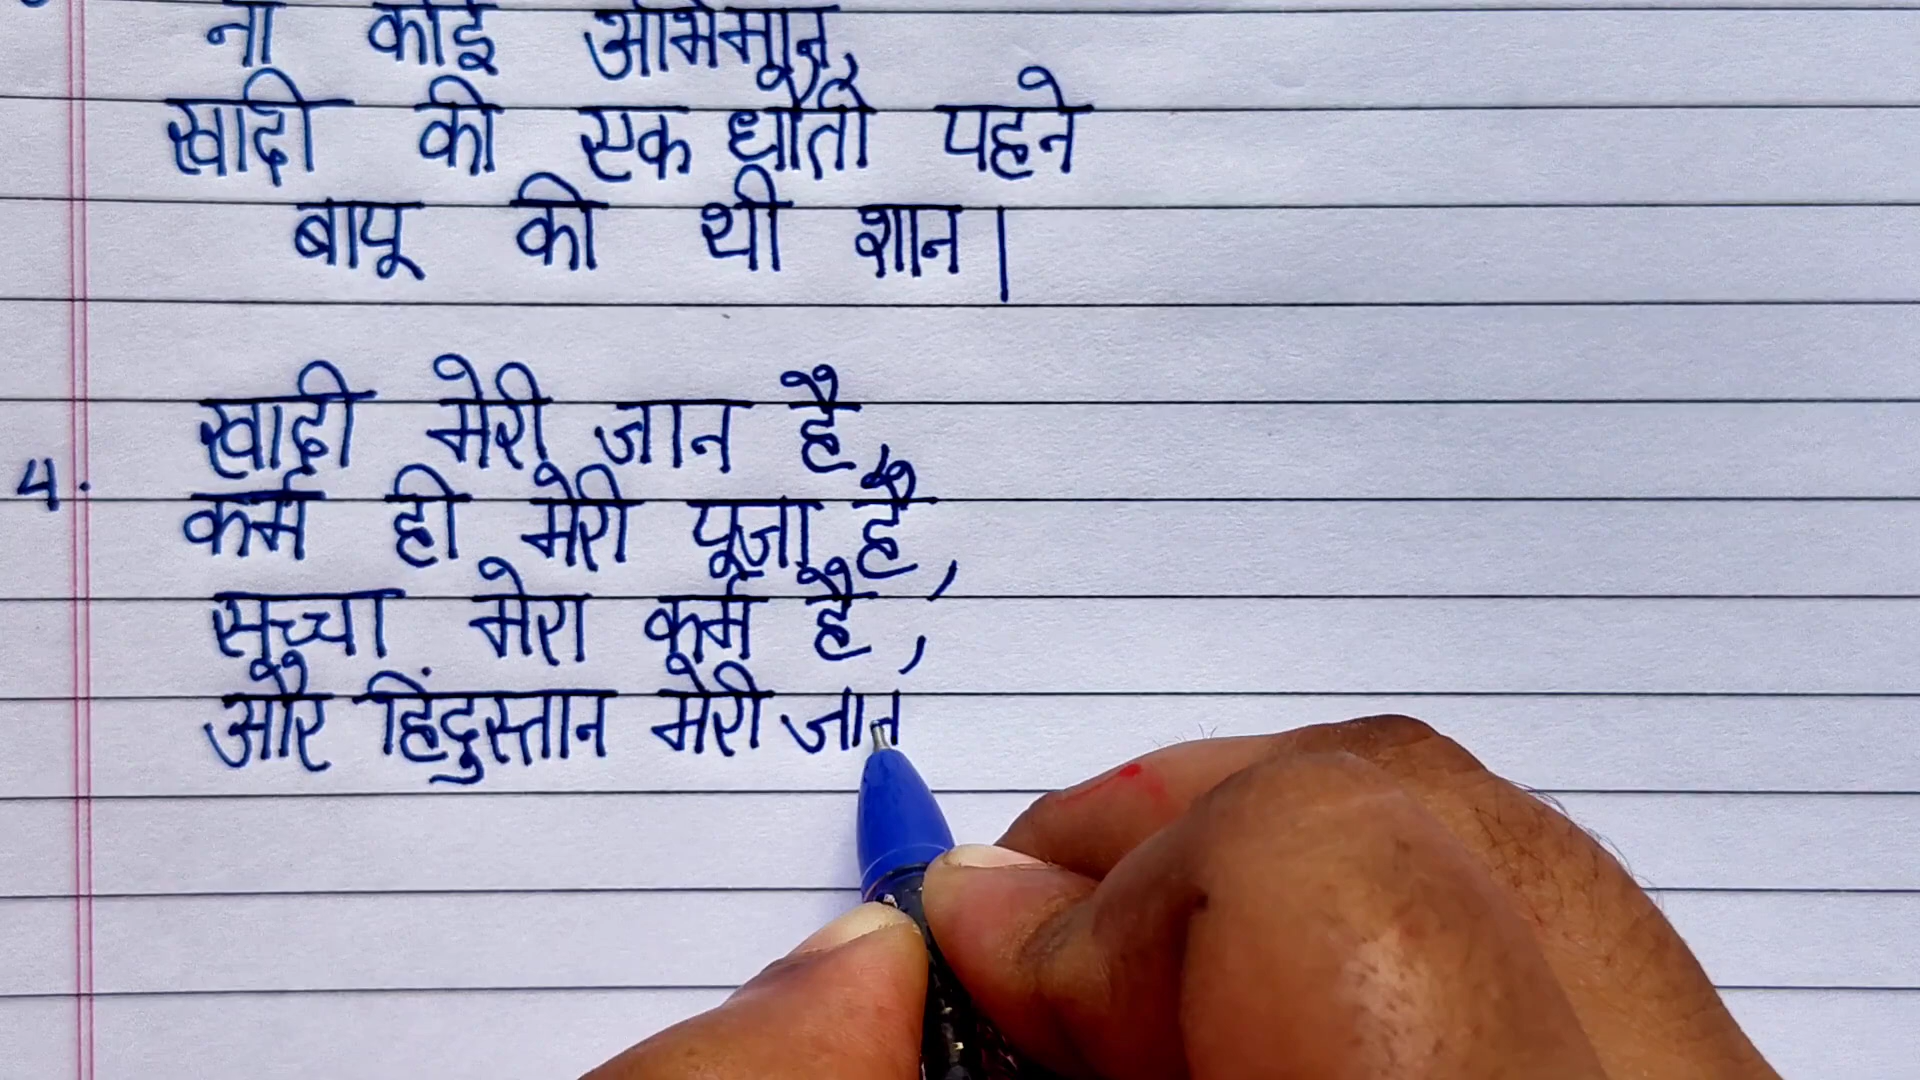 ना कोई अभिमान,
खादी की एक धोती पहने
बापू की थी शान।
खादी मेरी जान है,
4. कर्म ही मेरी पूजा है,
सच्चा मेरा कर्म है,
और हिंदुस्तान मेरी जान